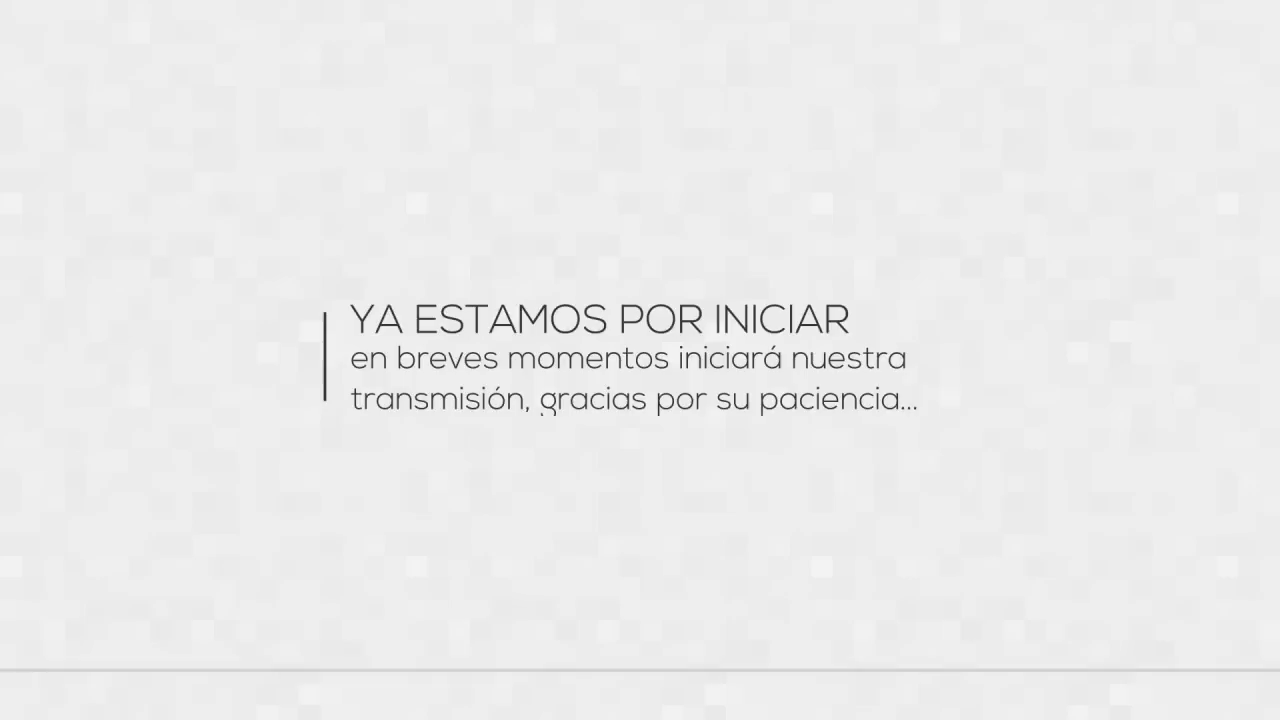 YA ESTAMOS POR INICIAR
en breves momentos iniciará nuestra
transmisión, gracias por su paciencia...